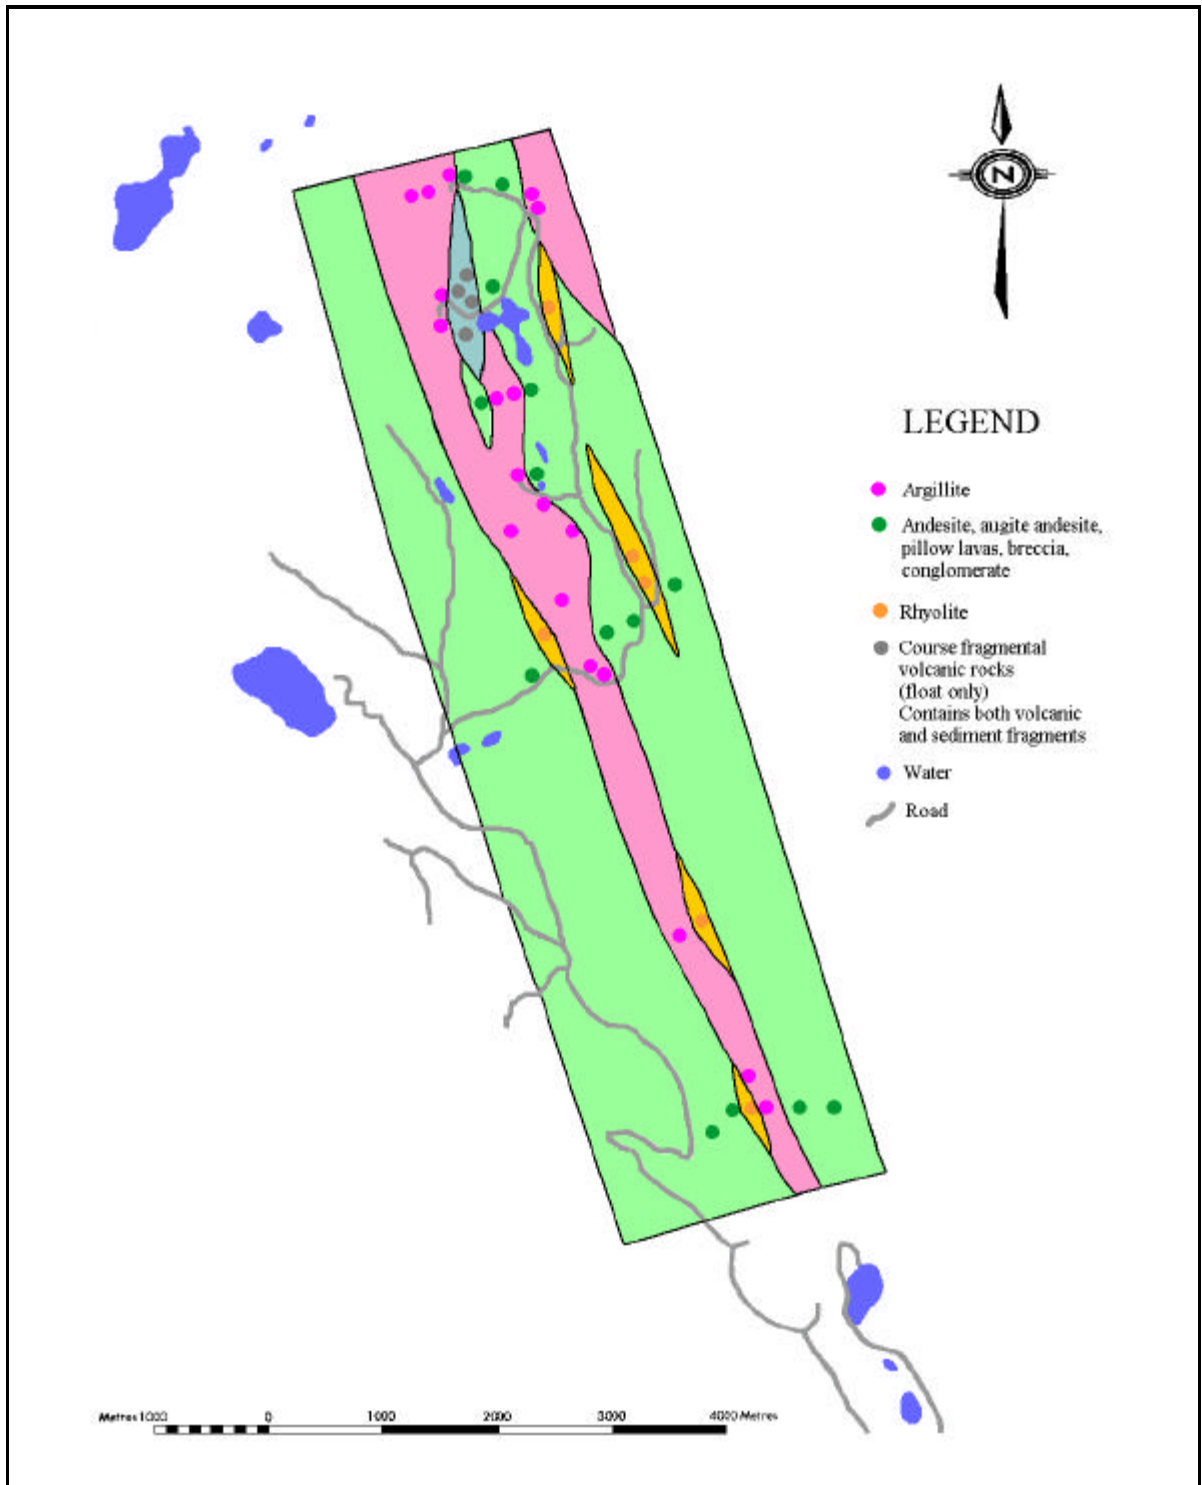 N
LEGEND
Argillite
Andesite, augite andesite,
pillow lavas, breccia,
conglomerate
Rhyolite
Course fragmental
volcanic rocks
(float only)
Contains both volcanic
and sediment fragments
Water
Road
Metres 1000 0 1000 2000 3000 4000 Metres